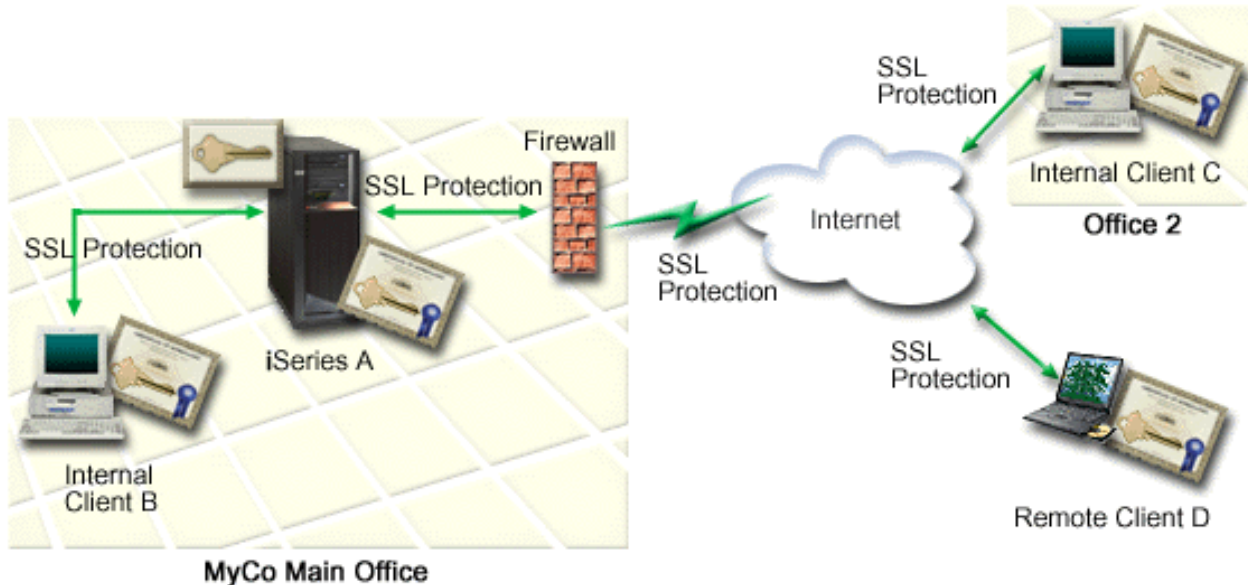 SSL
Protection
Internal Client C
Office 2
Firewall
SSL Protection
SSL Protection
iSeries A
Internal
Client B
MyCo Main Office
Internet
SSL
Protection
SSL
Protection
Remote Client D